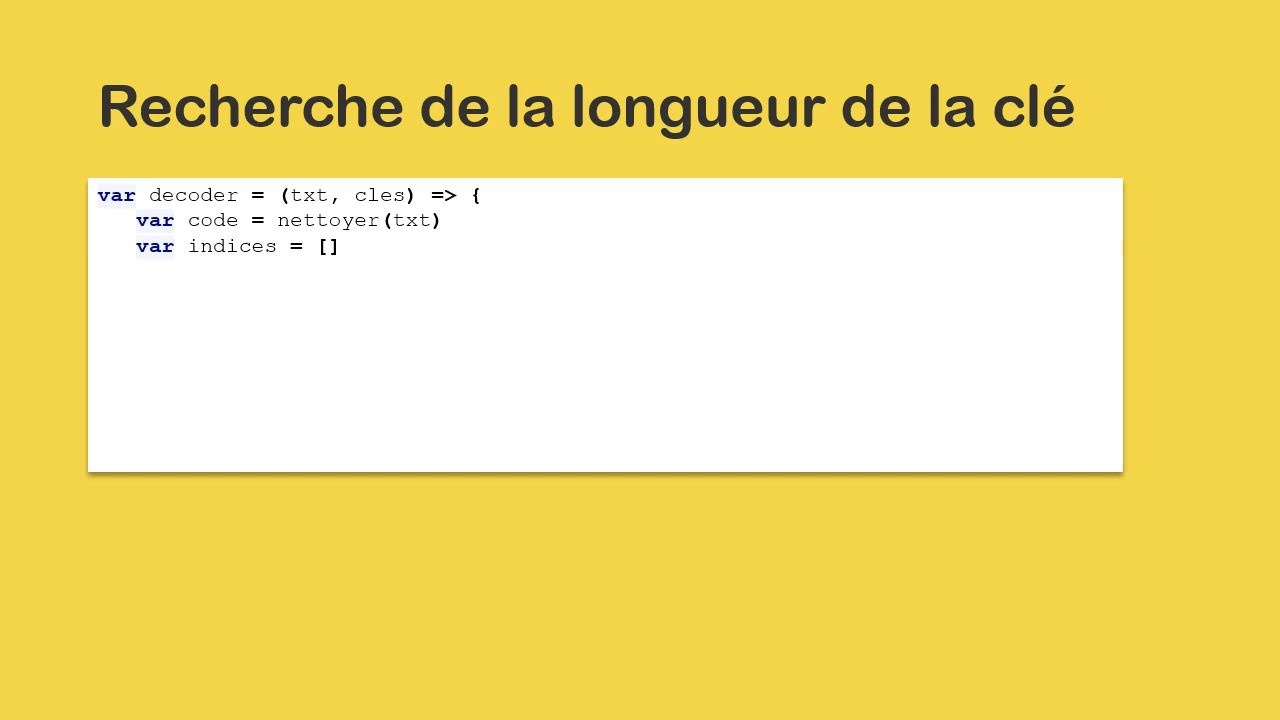 Recherche de la longueur de la clé
var decoder = (txt, cles) => {
   var code = nettoyer(txt)
   var indices = []